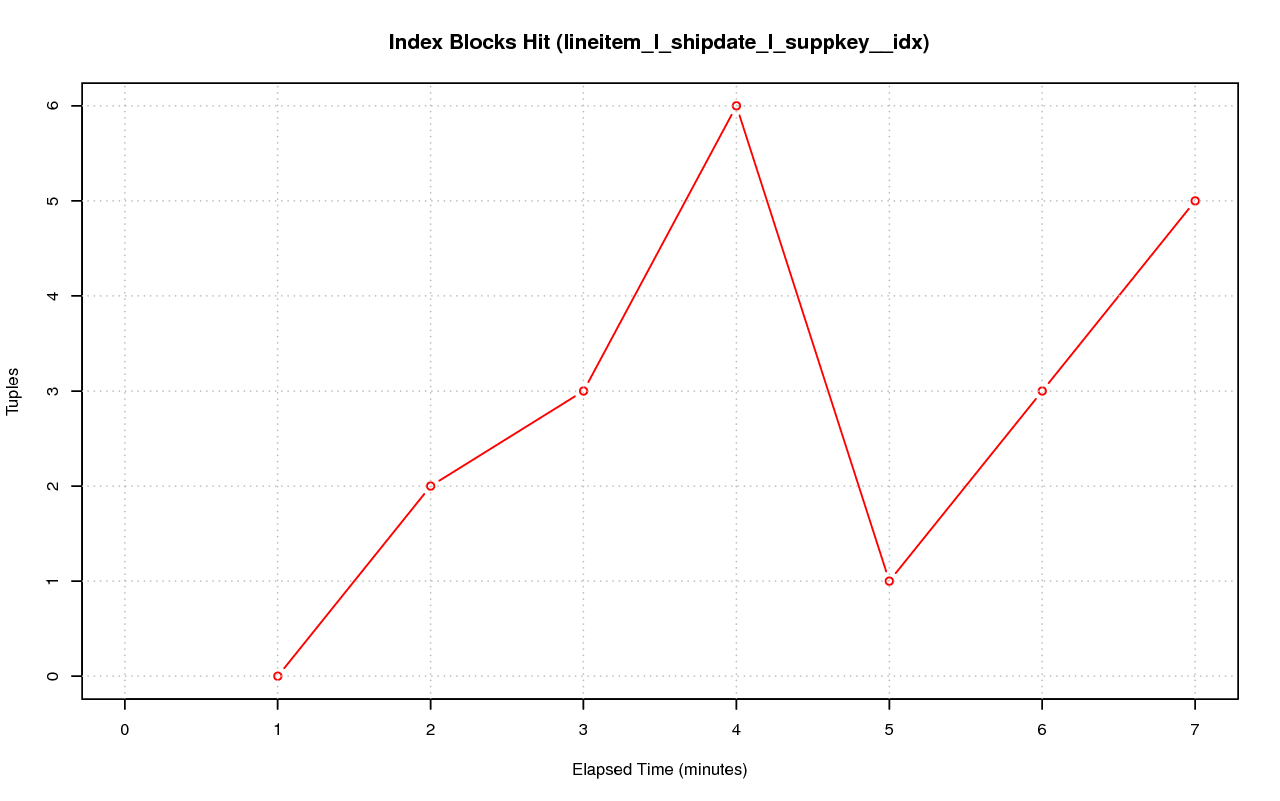 Index Blocks Hit (lineitem_l_shipdate_l_suppkey__idx)
6
5
4
3
2
1
0
Tuples
0 1 2 3 4 5 6 7
Elapsed Time (minutes)